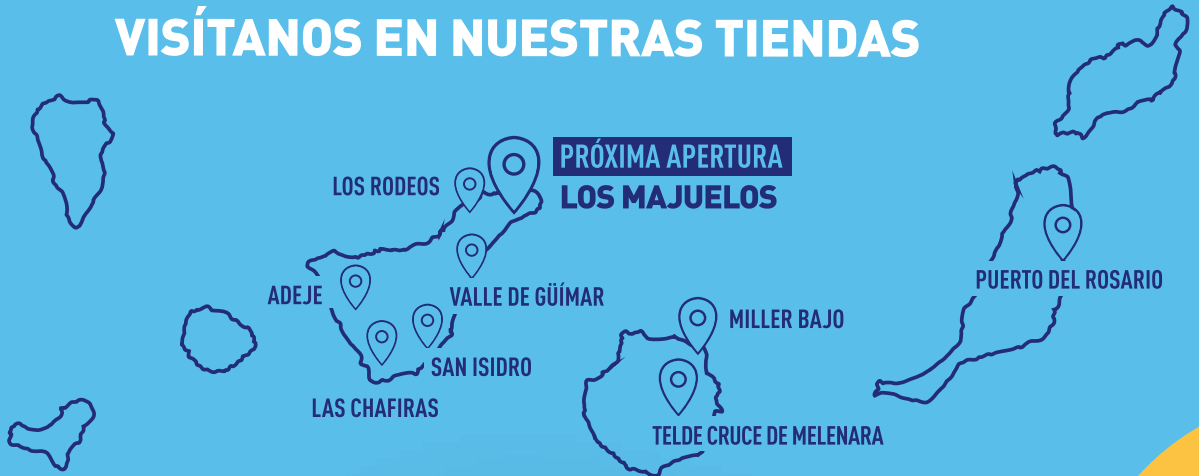 VISÍTANOS EN NUESTRAS TIENDAS
PRÓXIMA APERTURA
LOS MAJUELOS
LOS RODEOS
ADEJE
VALLE DE GÜÍMAR
SAN ISIDRO
LAS CHAFIRAS
MILLER BAJO
TELDE CRUCE DE MELENARA
PUERTO DEL ROSARIO